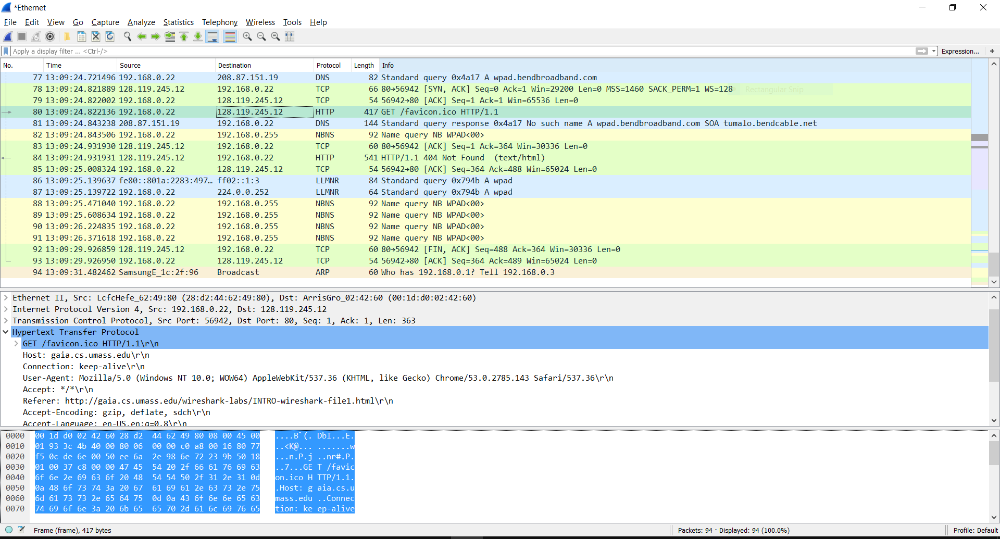 *Ethernet
File Edit View Go Capture Analyze Statistics Telephony Wireless Tools Help
Apply a display filter ... <Ctrl-/> Expression... +
No. Time Source Destination Protocol Length Info
77 13:09:24.721496 192.168.0.22 208.87.151.19 DNS 82 Standard query 0x4a17 A wpad.bendbroadband.com
78 13:09:24.821889 128.119.245.12 192.168.0.22 TCP 66 80→56942 [SYN, ACK] Seq=0 Ack=1 Win=29200 Len=0 MSS=1460 SACK_PERM=1 WS=128 Rectangular Snip
79 13:09:24.822002 192.168.0.22 128.119.245.12 TCP 54 56942→80 [ACK] Seq=1 Ack=1 Win=65536 Len=0
80 13:09:24.822136 192.168.0.22 128.119.245.12 HTTP 417 GET /favicon.ico HTTP/1.1
81 13:09:24.843238 208.87.151.19 192.168.0.22 DNS 144 Standard query response 0x4a17 No such name A wpad.bendbroadband.com SOA tumalo.bendcable.net
82 13:09:24.843506 192.168.0.22 192.168.0.255 NBNS 92 Name query NB WPAD<00>
83 13:09:24.931930 128.119.245.12 192.168.0.22 TCP 60 80→56942 [ACK] Seq=1 Ack=364 Win=30336 Len=0
84 13:09:24.931931 128.119.245.12 192.168.0.22 HTTP 541 HTTP/1.1 404 Not Found (text/html)
85 13:09:25.008324 192.168.0.22 128.119.245.12 TCP 54 56942→80 [ACK] Seq=364 Ack=488 Win=65024 Len=0
86 13:09:25.139637 fe80::801a:2283:497… ff02::1:3 LLMNR 84 Standard query 0x794b A wpad
87 13:09:25.139722 192.168.0.22 224.0.0.252 LLMNR 64 Standard query 0x794b A wpad
88 13:09:25.471040 192.168.0.22 192.168.0.255 NBNS 92 Name query NB WPAD<00>
89 13:09:25.608634 192.168.0.22 192.168.0.255 NBNS 92 Name query NB WPAD<00>
90 13:09:26.224835 192.168.0.22 192.168.0.255 NBNS 92 Name query NB WPAD<00>
91 13:09:26.371618 192.168.0.22 192.168.0.255 NBNS 92 Name query NB WPAD<00>
92 13:09:29.926859 128.119.245.12 192.168.0.22 TCP 60 80→56942 [FIN, ACK] Seq=488 Ack=364 Win=30336 Len=0
93 13:09:29.926950 192.168.0.22 128.119.245.12 TCP 54 56942→80 [ACK] Seq=364 Ack=489 Win=65024 Len=0
94 13:09:31.482462 SamsungE_1c:2f:96 Broadcast ARP 60 Who has 192.168.0.1? Tell 192.168.0.3
Ethernet II, Src: LcfcHefe_62:49:80 (28:d2:44:62:49:80), Dst: ArrisGro_02:42:60 (00:1d:d0:02:42:60)
Internet Protocol Version 4, Src: 192.168.0.22, Dst: 128.119.245.12
Transmission Control Protocol, Src Port: 56942, Dst Port: 80, Seq: 1, Ack: 1, Len: 363
Hypertext Transfer Protocol
GET /favicon.ico HTTP/1.1\r\n
Host: gaia.cs.umass.edu\r\n
Connection: keep-alive\r\n
User-Agent: Mozilla/5.0 (Windows NT 10.0; WOW64) AppleWebKit/537.36 (KHTML, like Gecko) Chrome/53.0.2785.143 Safari/537.36\r\n
Accept: */*\r\n
Referer: http://gaia.cs.umass.edu/wireshark-labs/INTRO-wireshark-file1.html\r\n
Accept-Encoding: gzip, deflate, sdch\r\n
Accept-Language: en-US,en;q=0.8\r\n
0000 00 1d d0 02 42 60 28 d2 44 62 49 80 08 00 45 00 ....B`(. DbI...E.
0010 01 93 3c 4b 40 00 80 06 00 00 c0 a8 00 16 80 77 ..<K@... .......w
0020 f5 0c de 6e 00 50 ee 6a 2e 98 6e 72 23 9b 50 18 ...n.P.j ..nr#.P.
0030 01 00 37 c8 00 00 47 45 54 20 2f 66 61 76 69 63 ..7...GE T /favic
0040 6f 6e 2e 69 63 6f 20 48 54 54 50 2f 31 2e 31 0d on.ico H TTP/1.1.
0050 0a 48 6f 73 74 3a 20 67 61 69 61 2e 63 73 2e 75 .Host: g aia.cs.u
0060 6d 61 73 73 2e 65 64 75 0d 0a 43 6f 6e 6e 65 63 mass.edu ..Connec
0070 74 69 6f 6e 3a 20 6b 65 65 70 2d 61 6c 69 76 65 tion: ke ep-alive
Frame (frame), 417 bytes Packets: 94 · Displayed: 94 (100.0%) Profile: Default